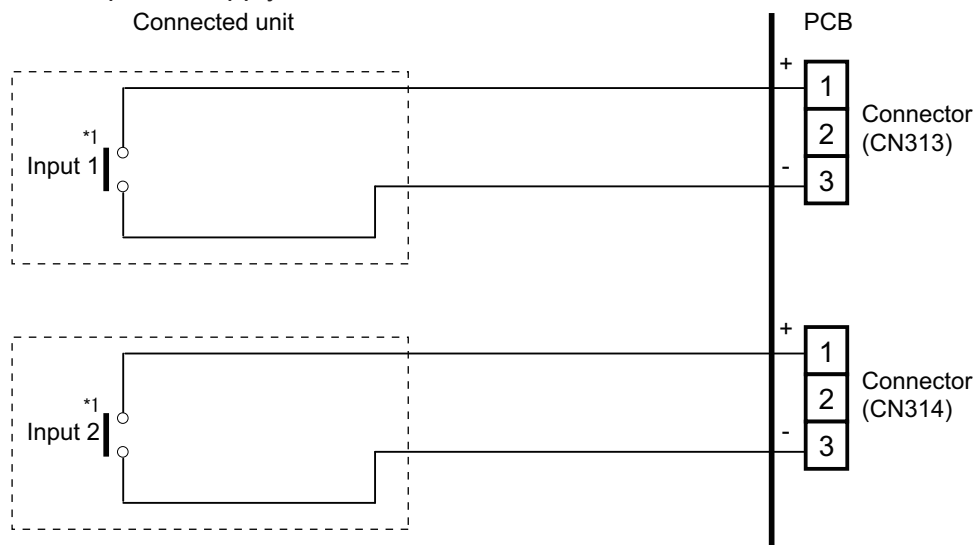 Connected unit
PCB
+
1
2
-
3
Connector
(CN313)
*1
Input 1
+
1
2
-
3
Connector
(CN314)
*1
Input 2